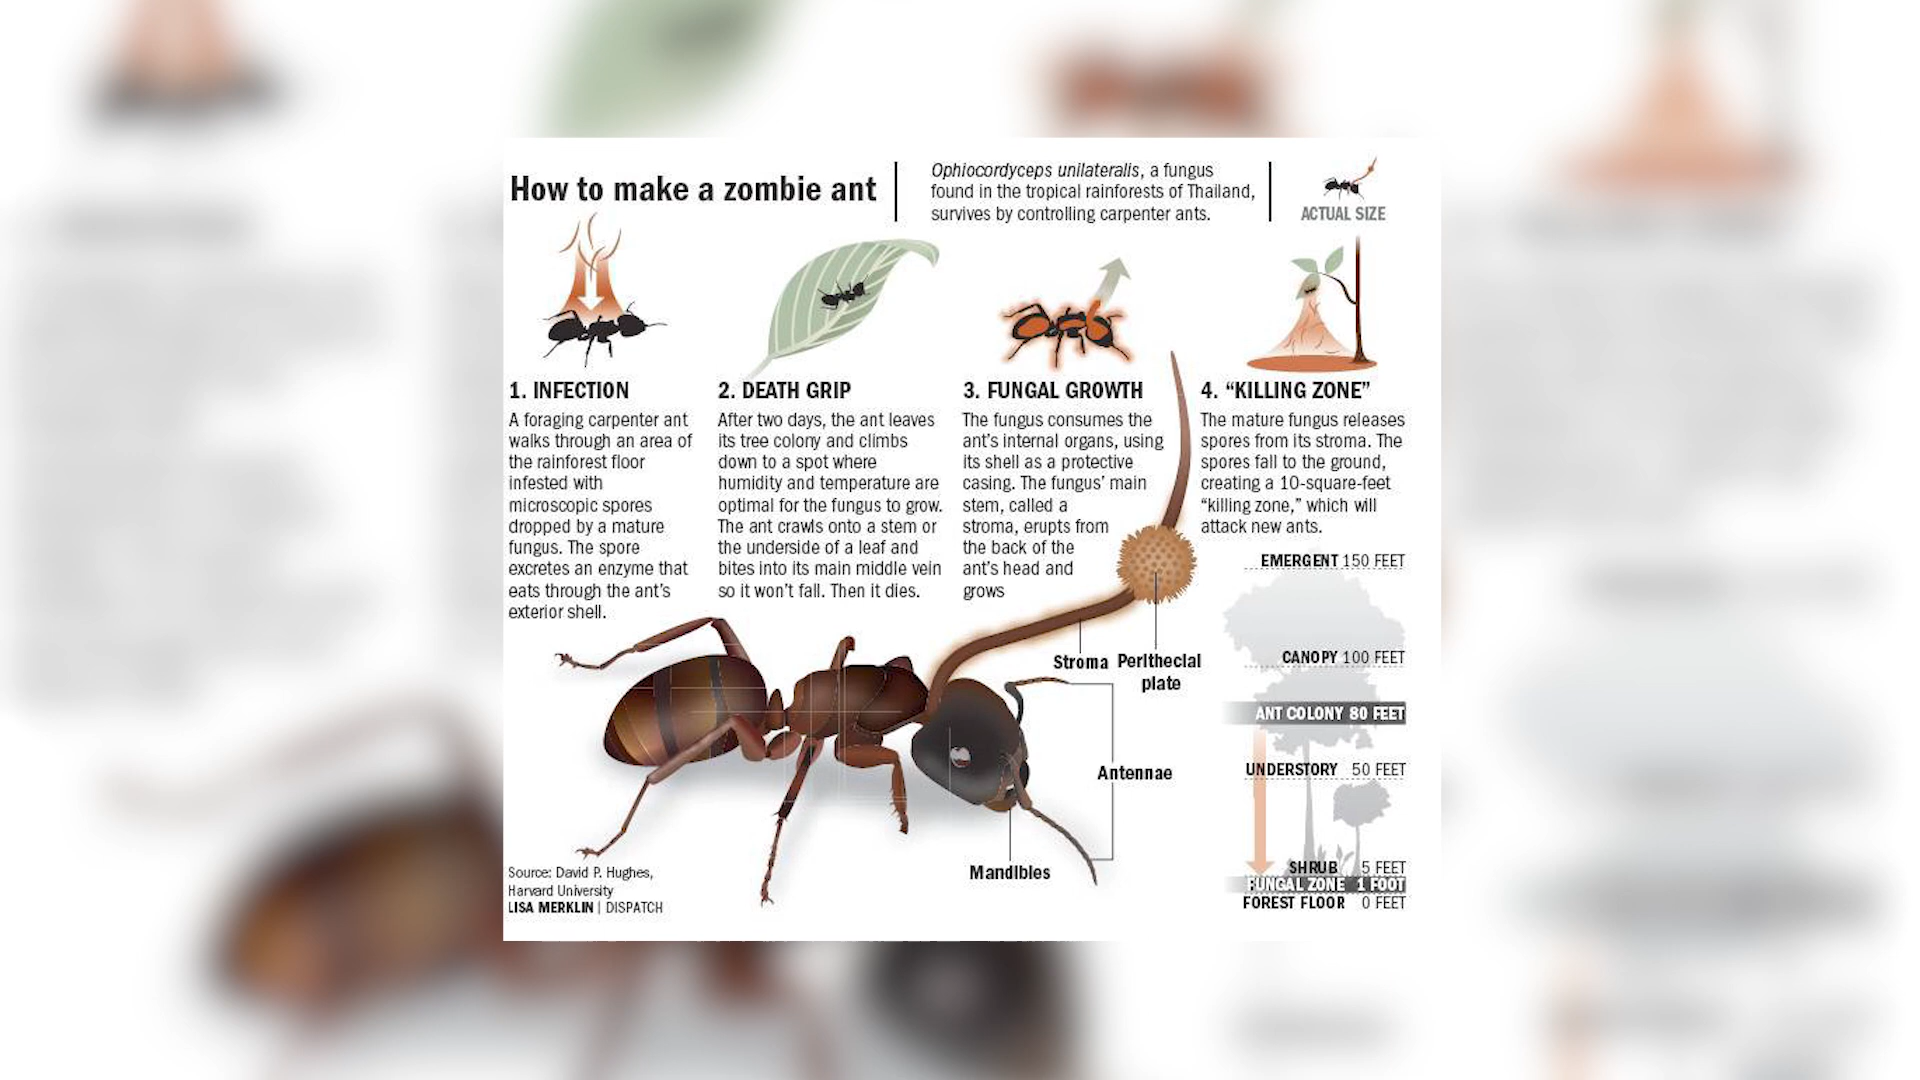 How to make a zombie ant
Ophiocordyceps unilateralis, a fungus
found in the tropical rainforests of Thailand,
survives by controlling carpenter ants.
ACTUAL SIZE
1. INFECTION
A foraging carpenter ant
walks through an area of
the rainforest floor
infested with
microscopic spores
dropped by a mature
fungus. The spore
excretes an enzyme that
eats through the ant's
exterior shell.
2. DEATH GRIP
After two days, the ant leaves
its tree colony and climbs
down to a spot where
humidity and temperature are
optimal for the fungus to grow.
The ant crawls onto a stem or
the underside of a leaf and
bites into its main middle vein
so it won't fall. Then it dies.
3. FUNGAL GROWTH
The fungus consumes the
ant's internal organs, using
its shell as a protective
casing. The fungus' main
stem, called a
stroma, erupts from
the back of the
ant's head and
grows
4. “KILLING ZONE”
The mature fungus releases
spores from its stroma. The
spores fall to the ground,
creating a 10-square-feet
“killing zone,” which will
attack new ants.
Stroma
Perithecial
plate
Antennae
Mandibles
EMERGENT 150 FEET
CANOPY 100 FEET
ANT COLONY 80 FEET
UNDERSTORY 50 FEET
SHRUB 5 FEET
FUNGAL ZONE 1 FOOT
FOREST FLOOR 0 FEET
Source: David P. Hughes,
Harvard University
LISA MERKLIN | DISPATCH